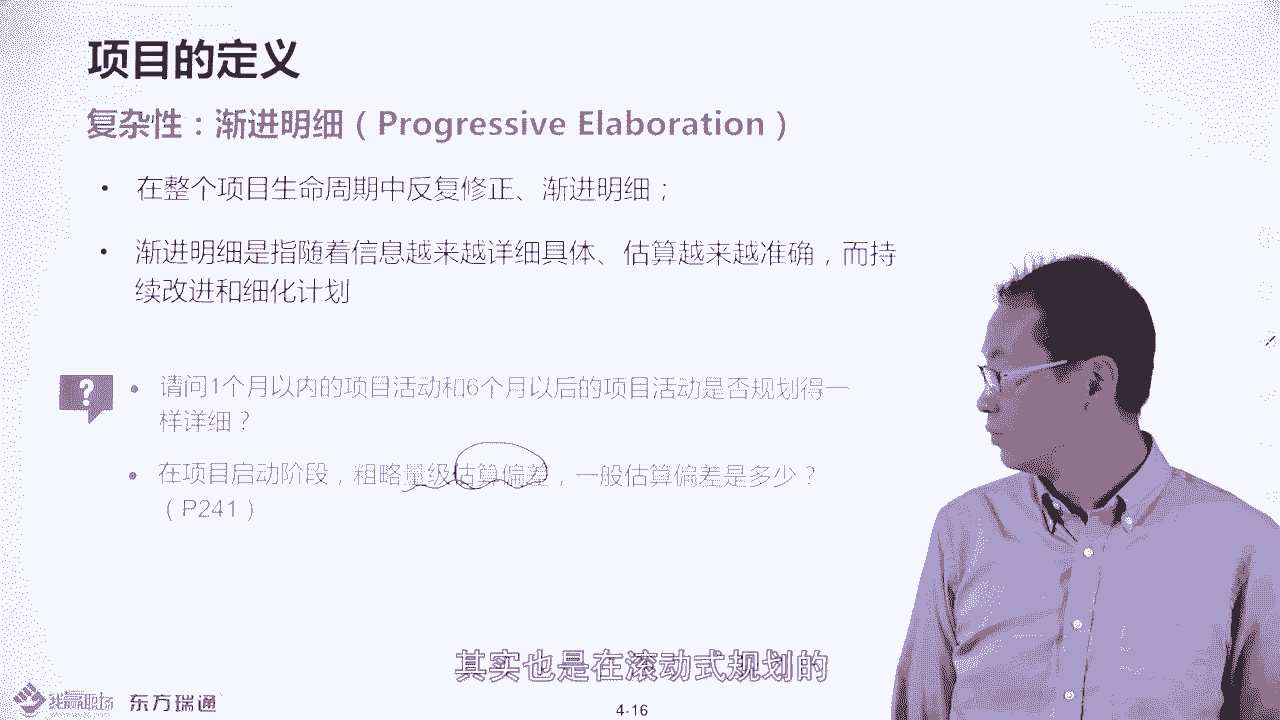 项目的定义
复杂性：渐进明细（Progressive Elaboration）
• 在整个项目生命周期中反复修正、渐进明细；
• 渐进明细是指随着信息越来越详细具体、估算越来越准确，而持
续改进和细化计划
?
• 请问1个月以内的项目活动和6个月以后的项目活动是否规划得一
样详细？
• 在项目启动阶段，粗略量级估算偏差，一般估算偏差是多少？
（P241）
其实也是在滚动式规划的
东方瑞通
4-16